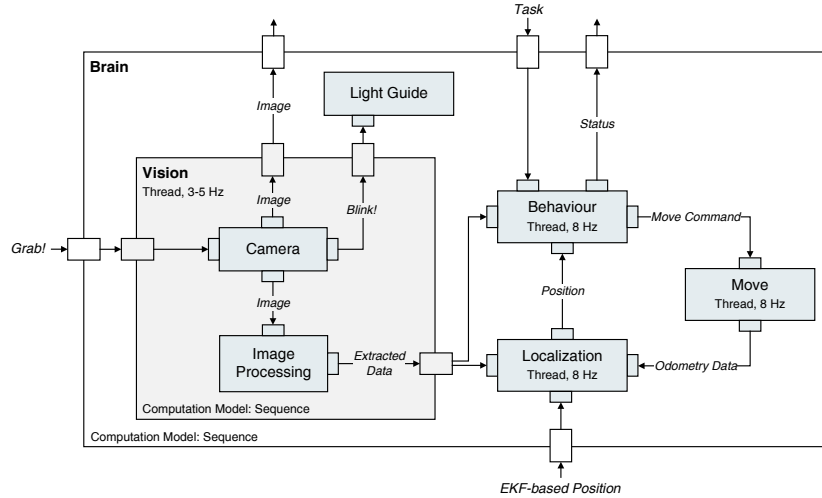 Task
Brain
Light Guide
Image
Status
Vision
Thread, 3-5 Hz
Image
Blink!
Behaviour
Thread, 8 Hz
Move Command
Grab!
Camera
Move
Thread, 8 Hz
Image
Position
Image
Processing
Extracted
Data
Localization
Thread, 8 Hz
Odometry Data
Computation Model: Sequence
Computation Model: Sequence
EKF-based Position